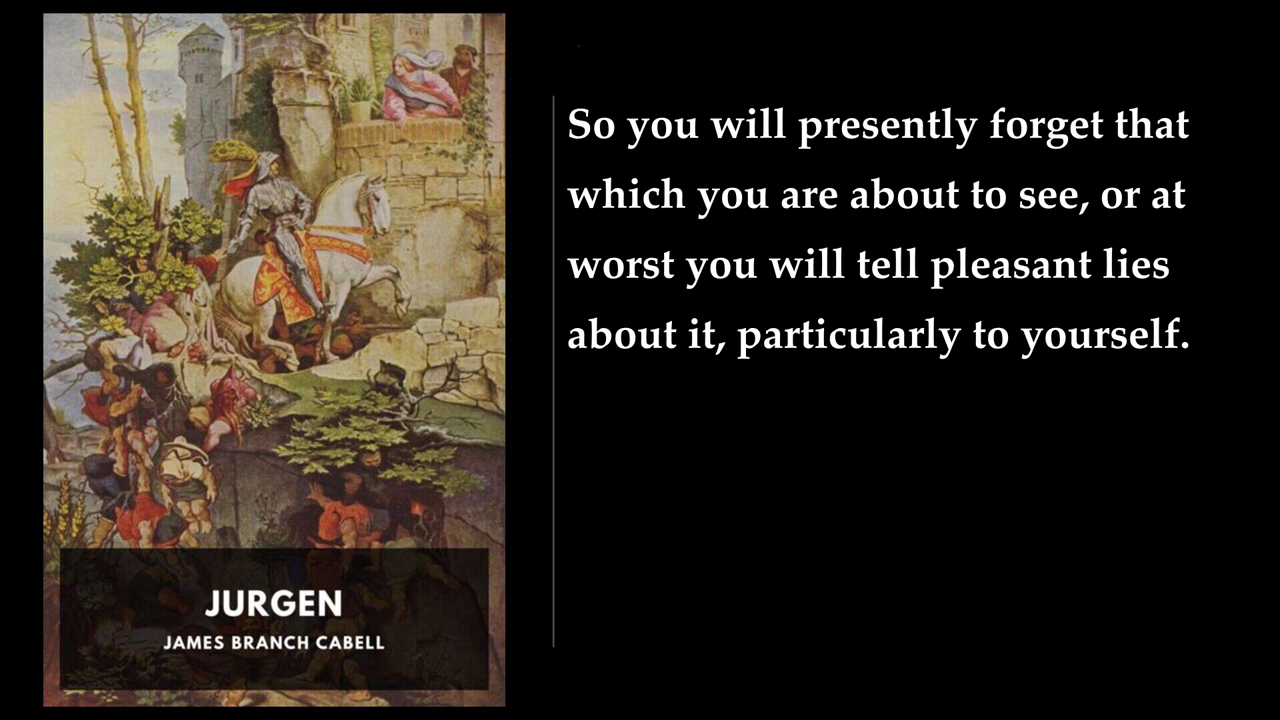 So you will presently forget that
which you are about to see, or at
worst you will tell pleasant lies
about it, particularly to yourself.
JURGEN
JAMES BRANCH CABELL